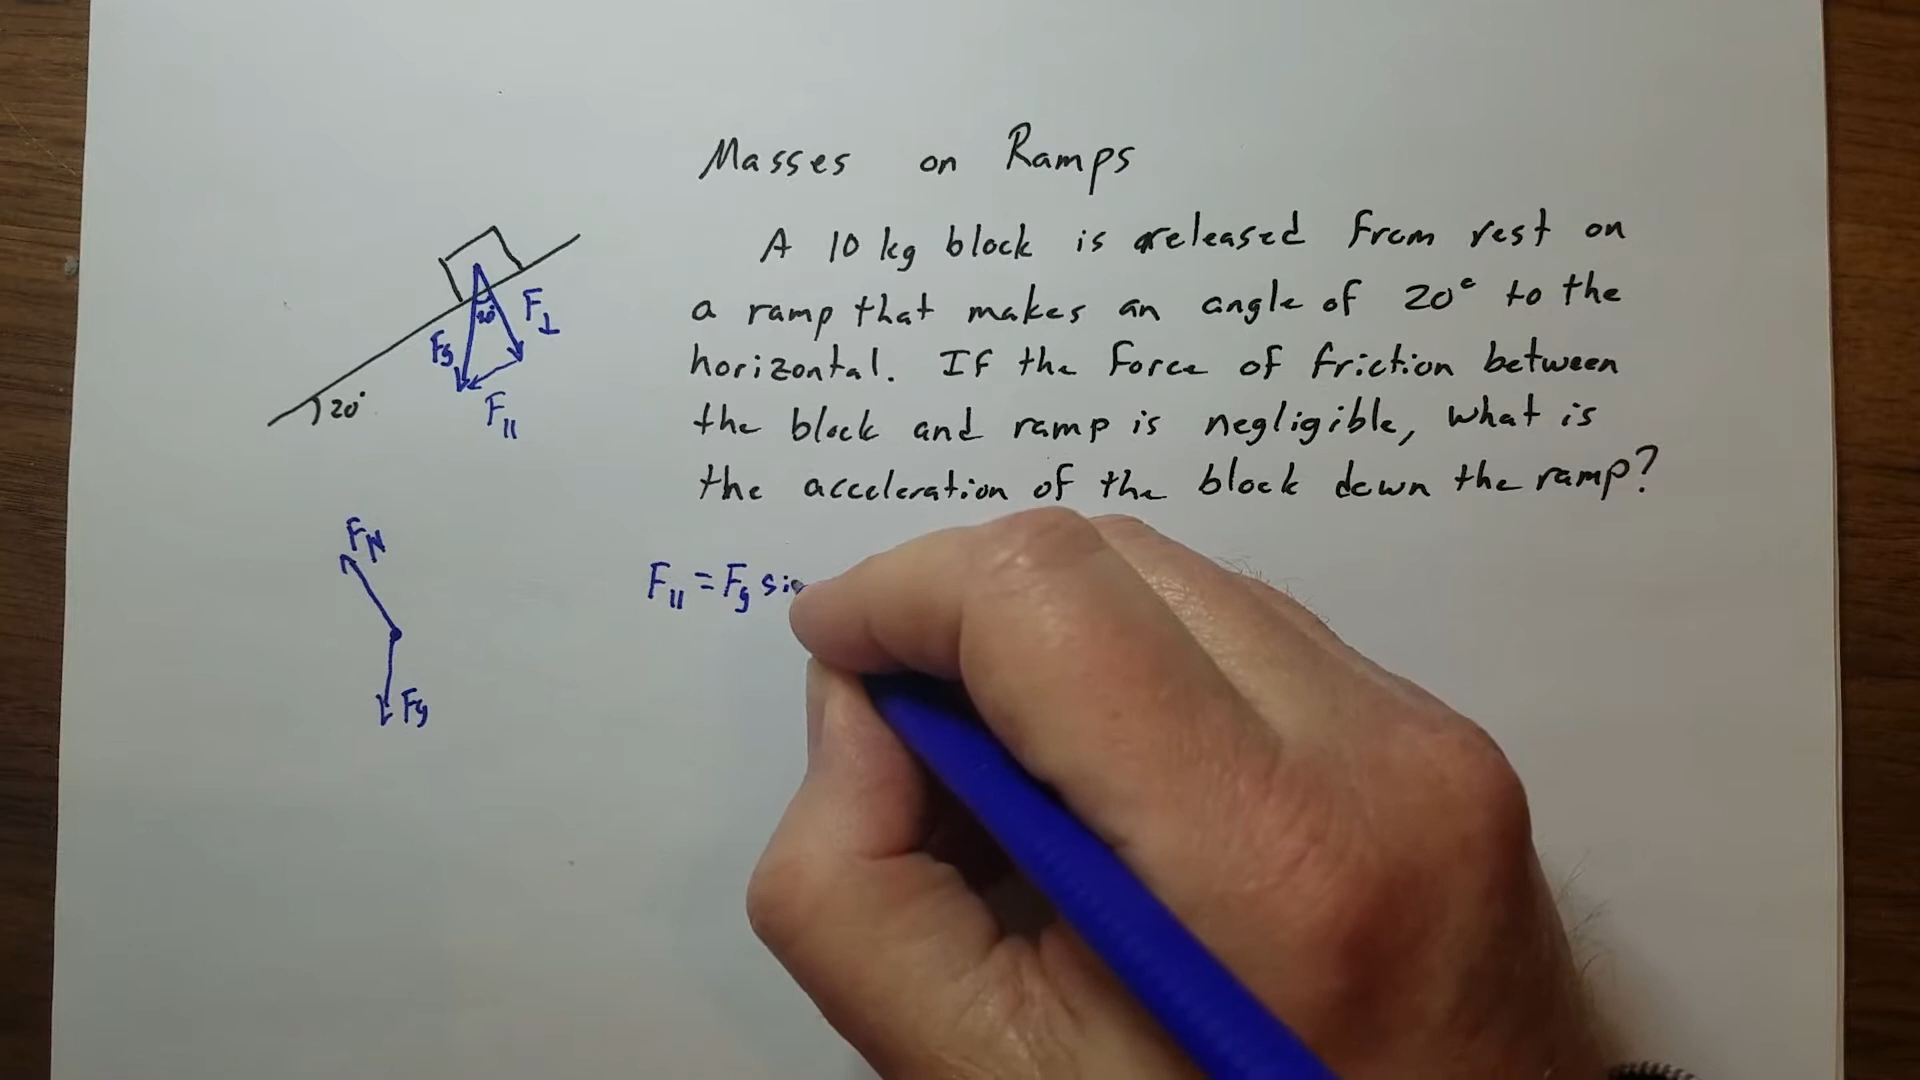 Masses on Ramps
A 10 kg block is released from rest on
a ramp that makes an angle of 20° to the
horizontal. If the force of friction between
the block and ramp is negligible, what is
the acceleration of the block down the ramp?
F⊥
20°
Fg
F||
20°
FN
Fg
F|| = Fg sin